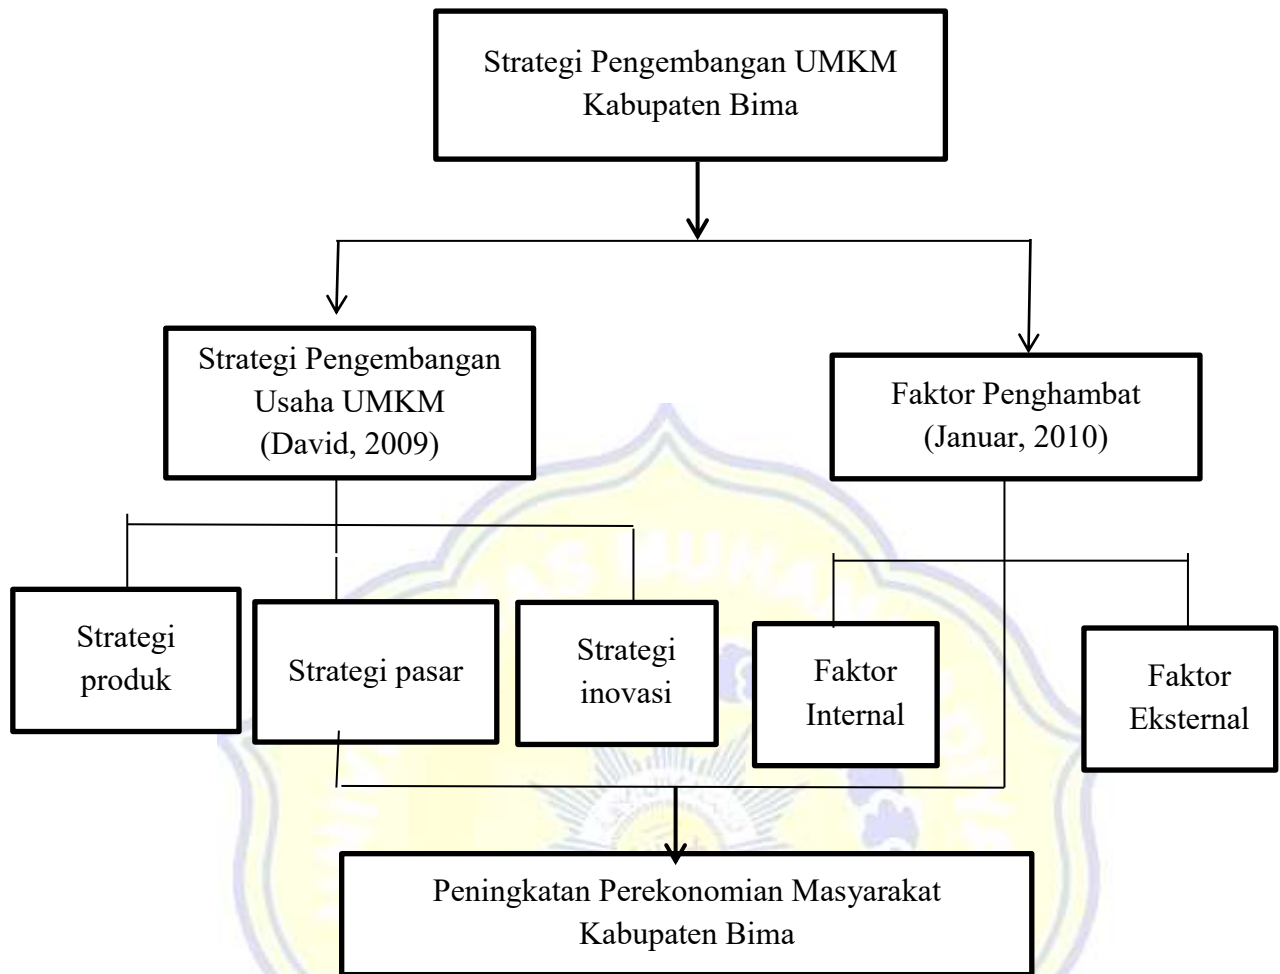 Strategi Pengembangan UMKM
Kabupaten Bima
Strategi Pengembangan
Usaha UMKM
(David, 2009)
Faktor Penghambat
(Januar, 2010)
Strategi
produk
Strategi pasar
Strategi
inovasi
Faktor
Internal
Faktor
Eksternal
Peningkatan Perekonomian Masyarakat
Kabupaten Bima